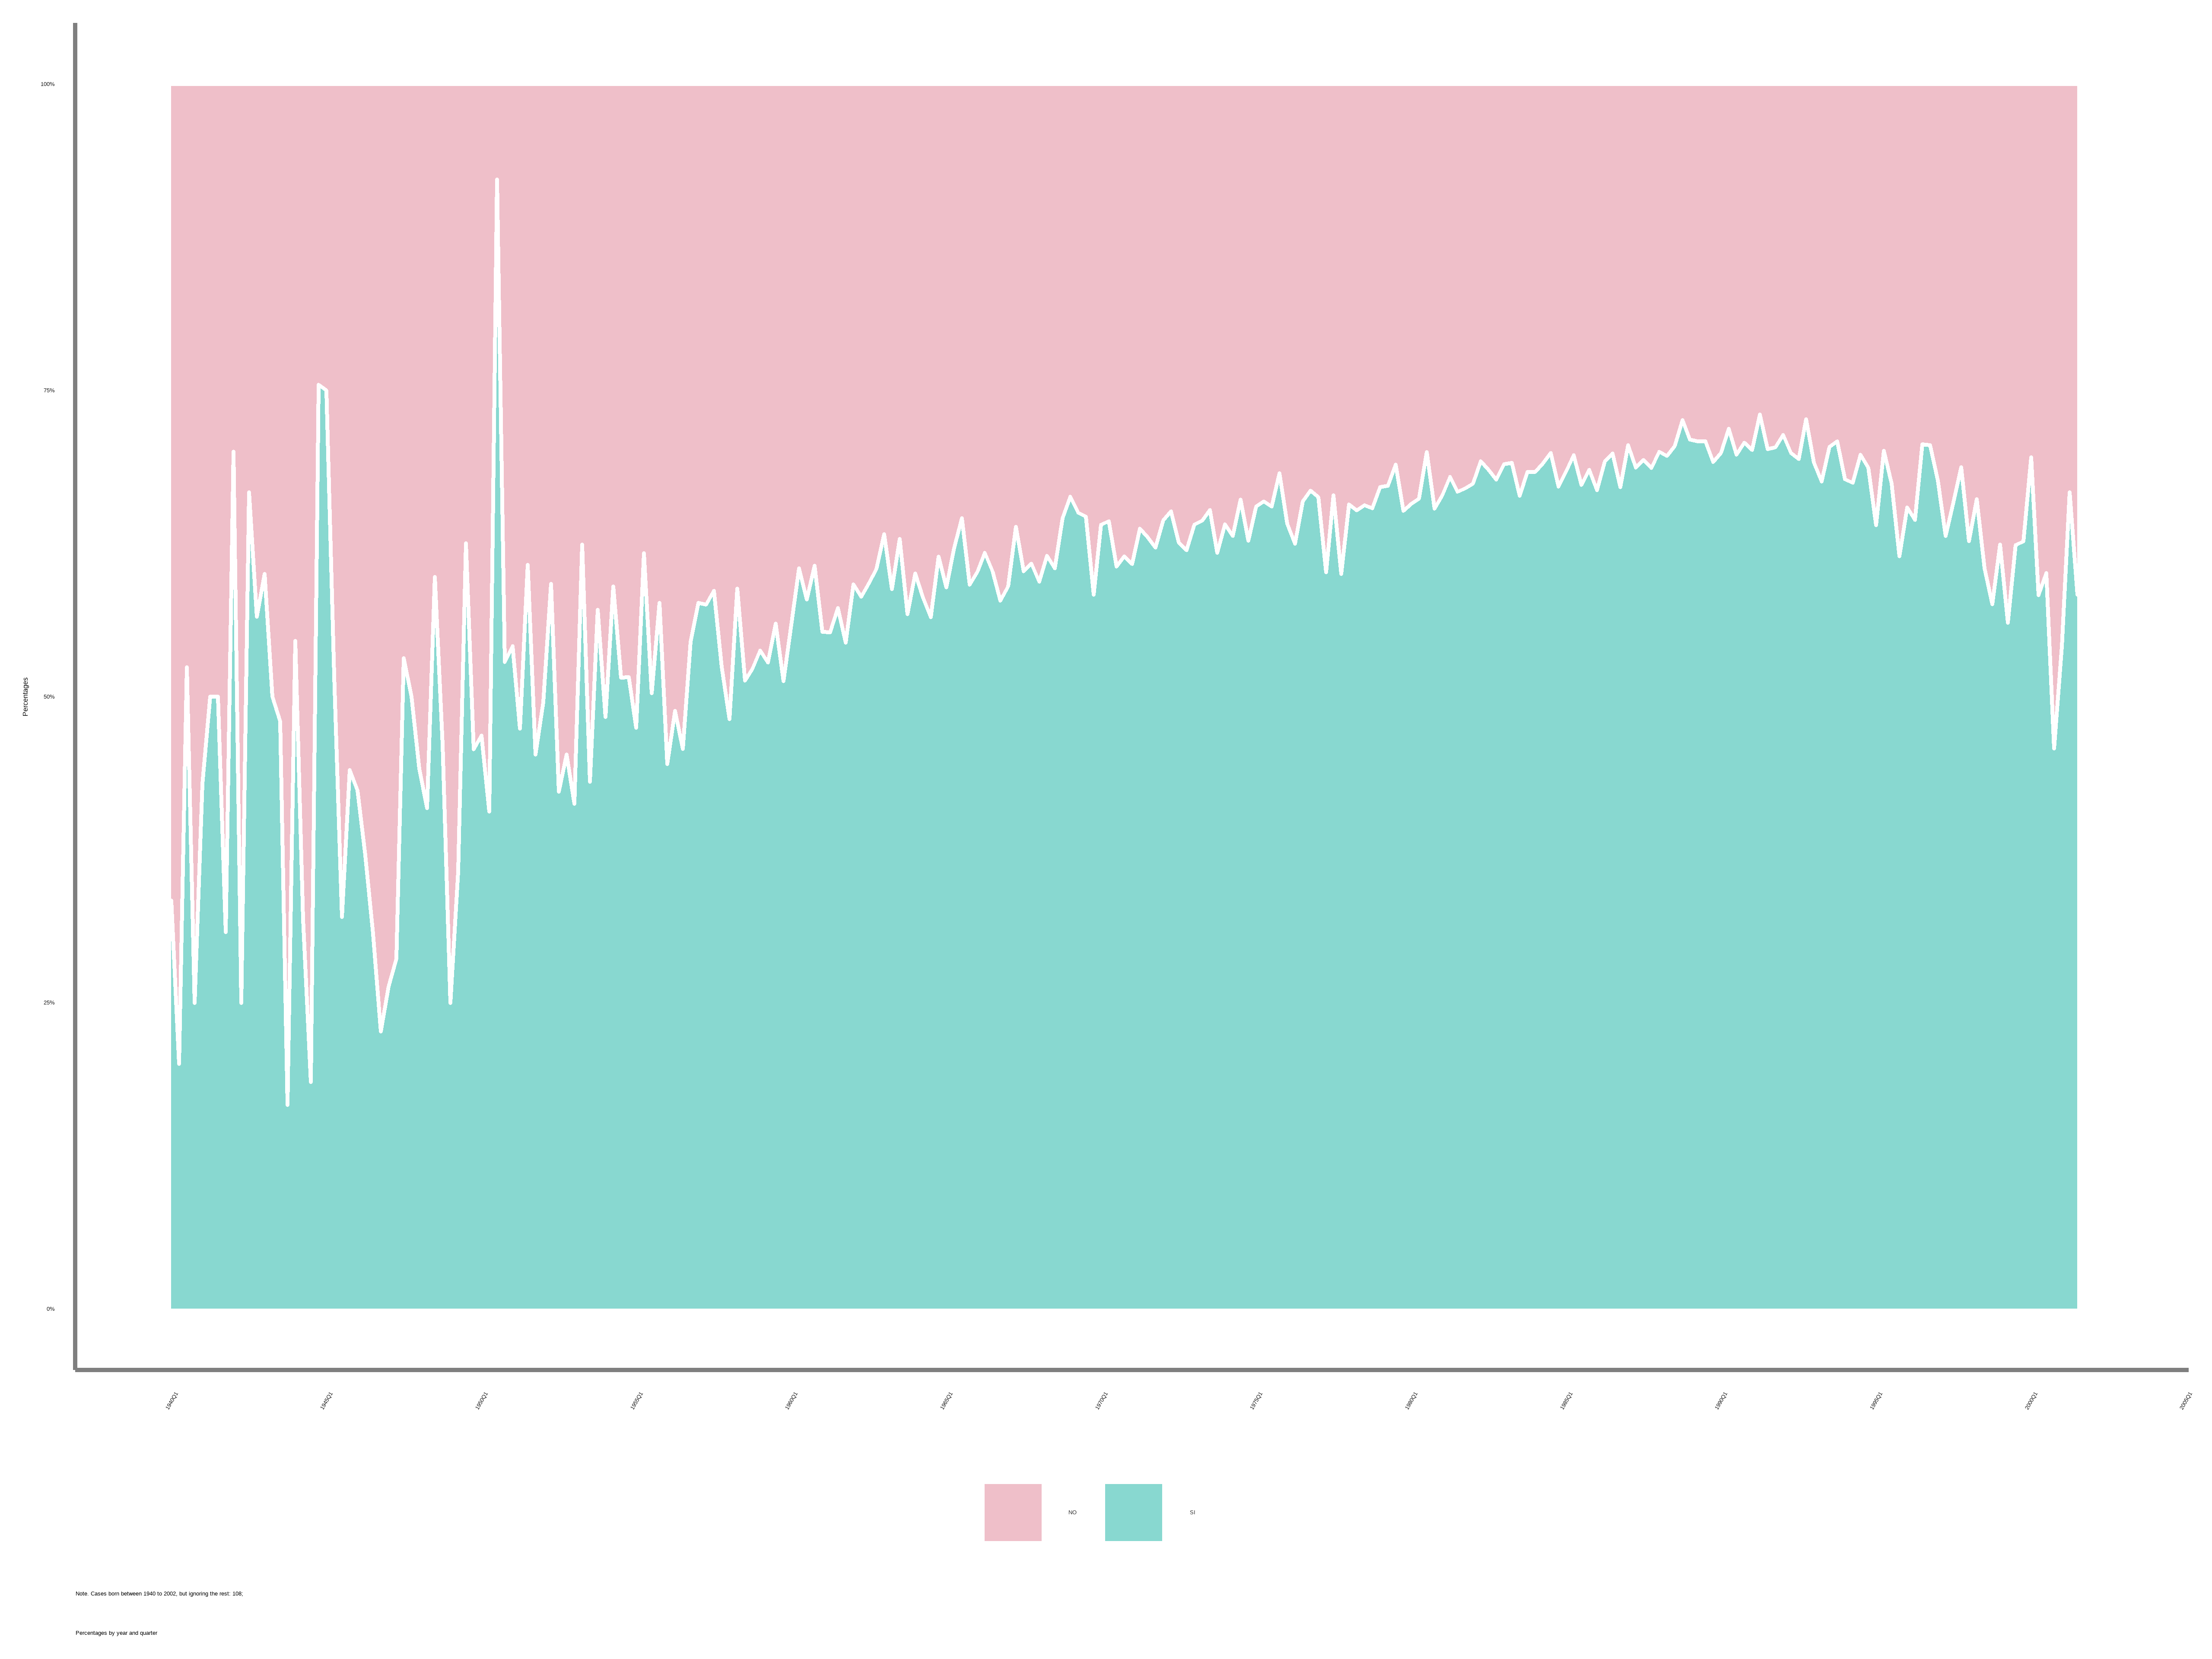 Percentages
100%
75%
50%
25%
0%
1940Q1
1945Q1
1950Q1
1955Q1
1960Q1
1965Q1
1970Q1
1975Q1
1980Q1
1985Q1
1990Q1
1995Q1
2000Q1
2005Q1
NO
SI
Note. Cases born between 1940 to 2002, but ignoring the rest: 108;
Percentages by year and quarter